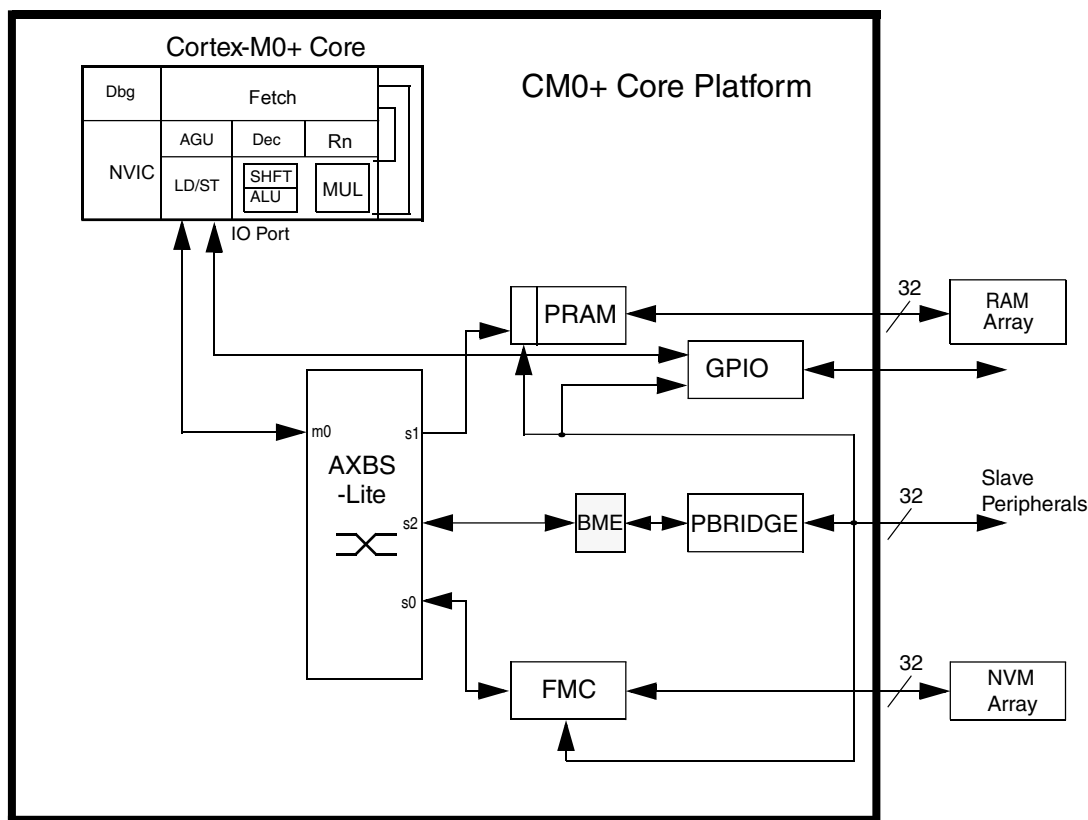 Cortex-M0+ Core
CM0+ Core Platform
Dbg
Fetch
AGU
Dec
Rn
NVIC
LD/ST
SHFT
ALU
MUL
IO Port
PRAM
32
RAM
Array
GPIO
m0
s1
AXBS
-Lite
s2
s0
BME
PBRIDGE
32
Slave
Peripherals
FMC
32
NVM
Array